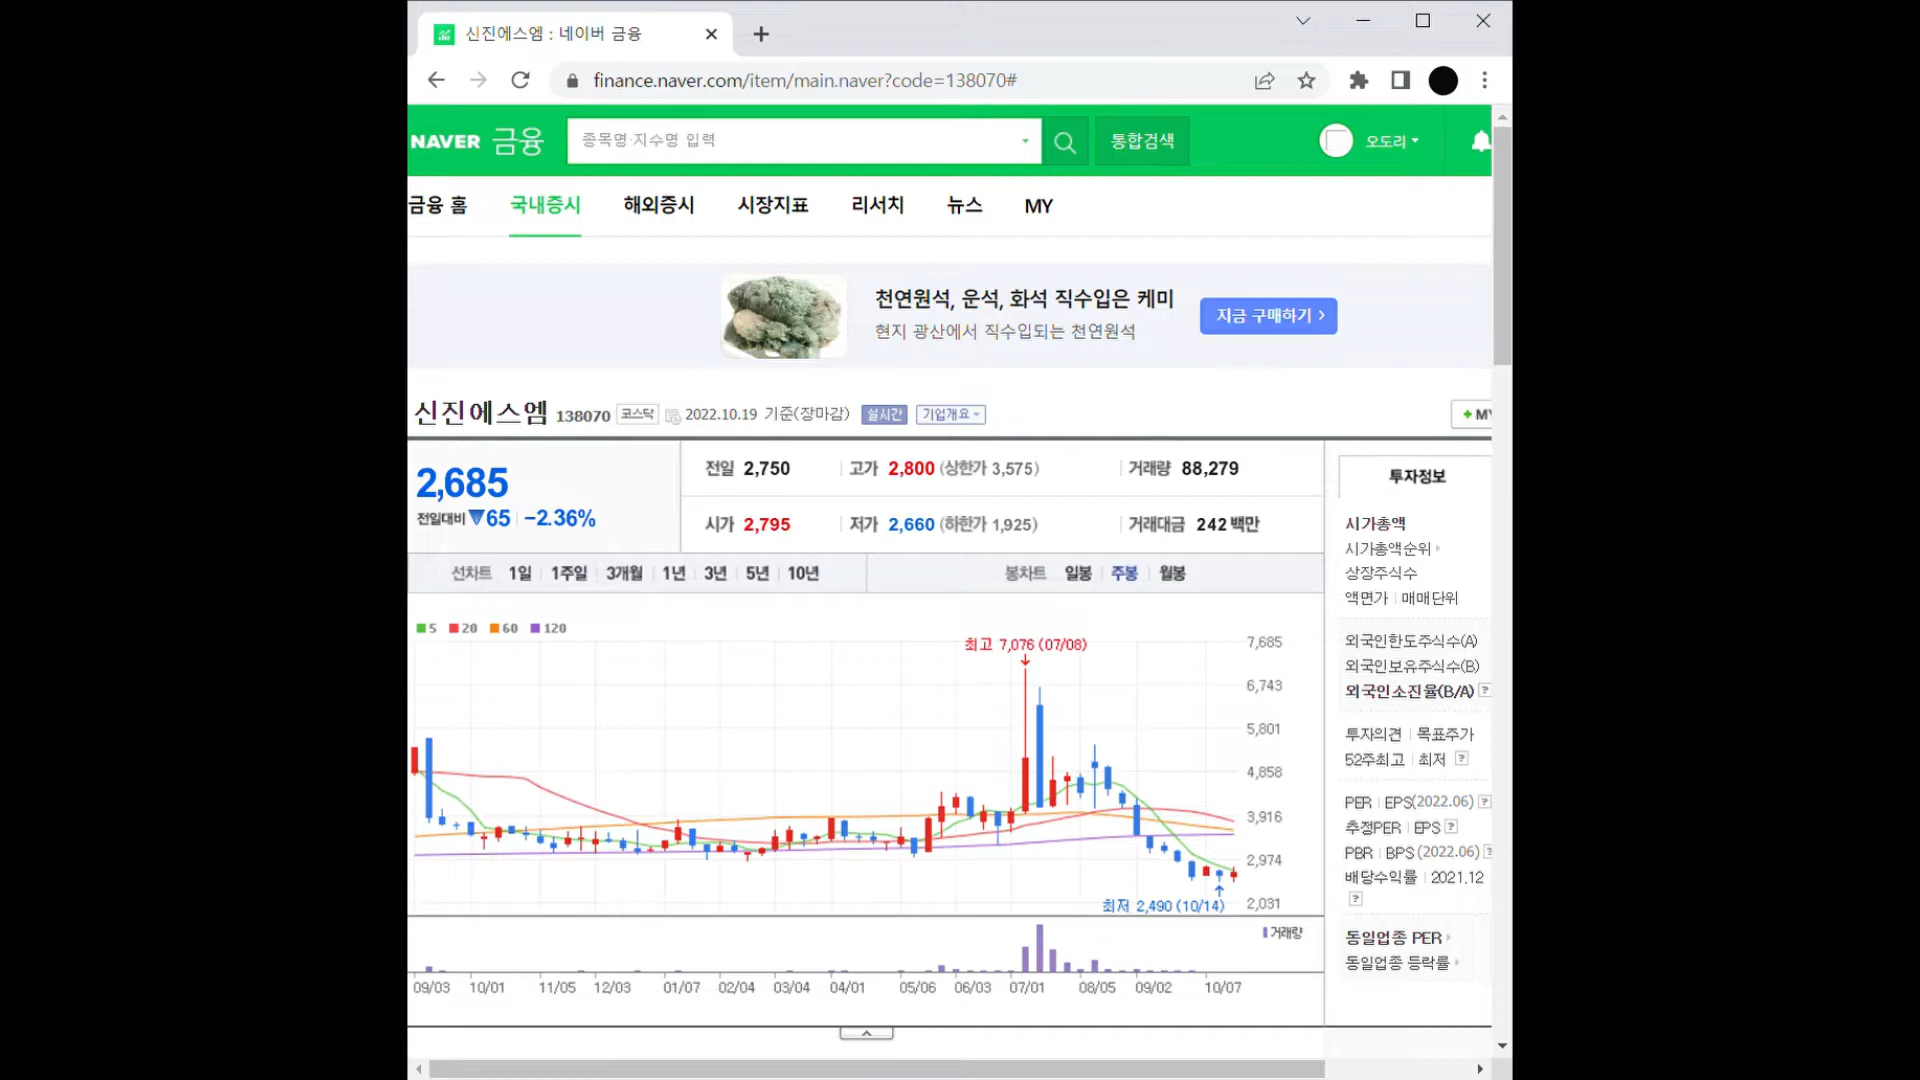 신진에스엠 : 네이버 금융
finance.naver.com/item/main.naver?code=138070#
NAVER 금융
종목명·지수명 입력
통합검색
오도리
금융 홈 국내증시 해외증시 시장지표 리서치 뉴스 MY
천연원석, 운석, 화석 직수입은 케미
현지 광산에서 직수입되는 천연원석
지금 구매하기 >
신진에스엠 138070 코스닥 2022.10.19 기준(장마감) 실시간 기업개요
+ MY
2,685
전일대비 ▼65 -2.36%
전일 2,750 고가 2,800 (상한가 3,575) 거래량 88,279
시가 2,795 저가 2,660 (하한가 1,925) 거래대금 242 백만
선차트 1일 1주일 3개월 1년 3년 5년 10년
봉차트 일봉 주봉 월봉
5 20 60 120
최고 7,076 (07/08)
7,685
6,743
5,801
4,858
3,916
2,974
2,031
최저 2,490 (10/14)
거래량
09/03 10/01 11/05 12/03 01/07 02/04 03/04 04/01 05/06 06/03 07/01 08/05 09/02 10/07
투자정보
시가총액
시가총액순위
상장주식수
액면가 | 매매단위
외국인한도주식수(A)
외국인보유주식수(B)
외국인소진율(B/A) ?
투자의견 | 목표주가
52주최고 | 최저 ?
PER | EPS(2022.06) ?
추정PER | EPS ?
PBR | BPS (2022.06) ?
배당수익률 | 2021.12
?
동일업종 PER
동일업종 등락률